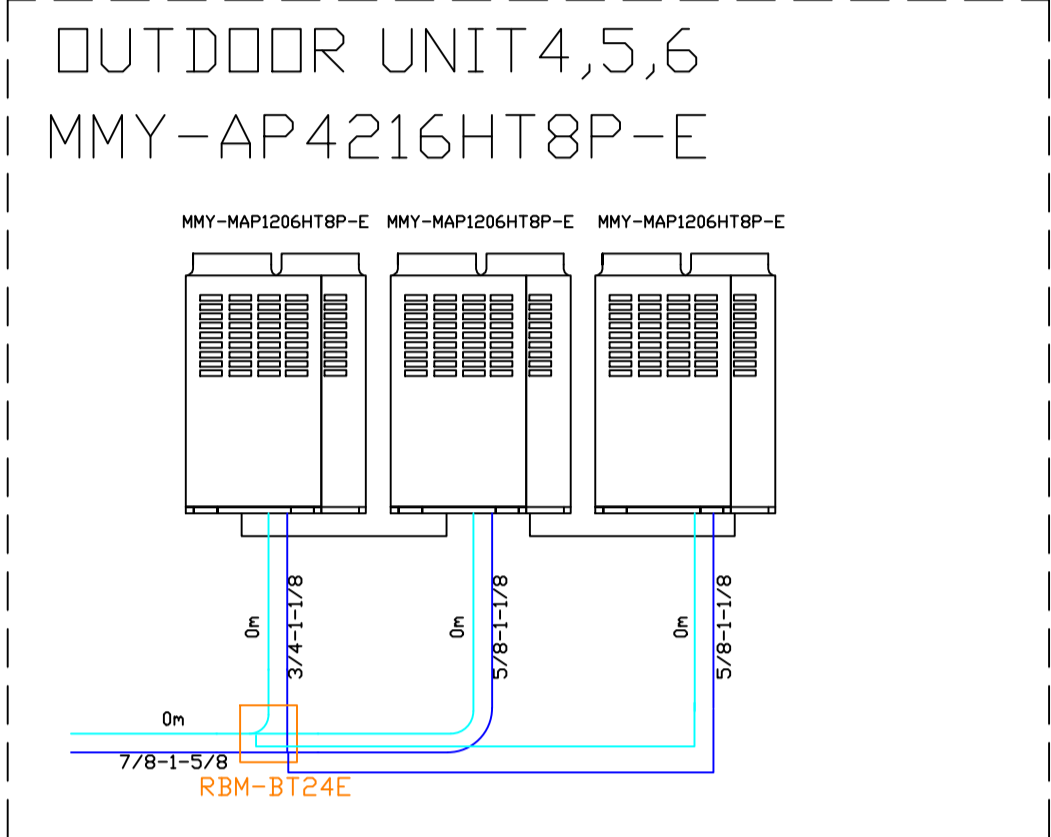 OUTDOOR UNIT4,5,6
MMY-AP4216HT8P-E
MMY-MAP1206HT8P-E MMY-MAP1206HT8P-E MMY-MAP1206HT8P-E
0m
3/4-1-1/8
0m
5/8-1-1/8
0m
5/8-1-1/8
0m
7/8-1-5/8
RBM-BT24E